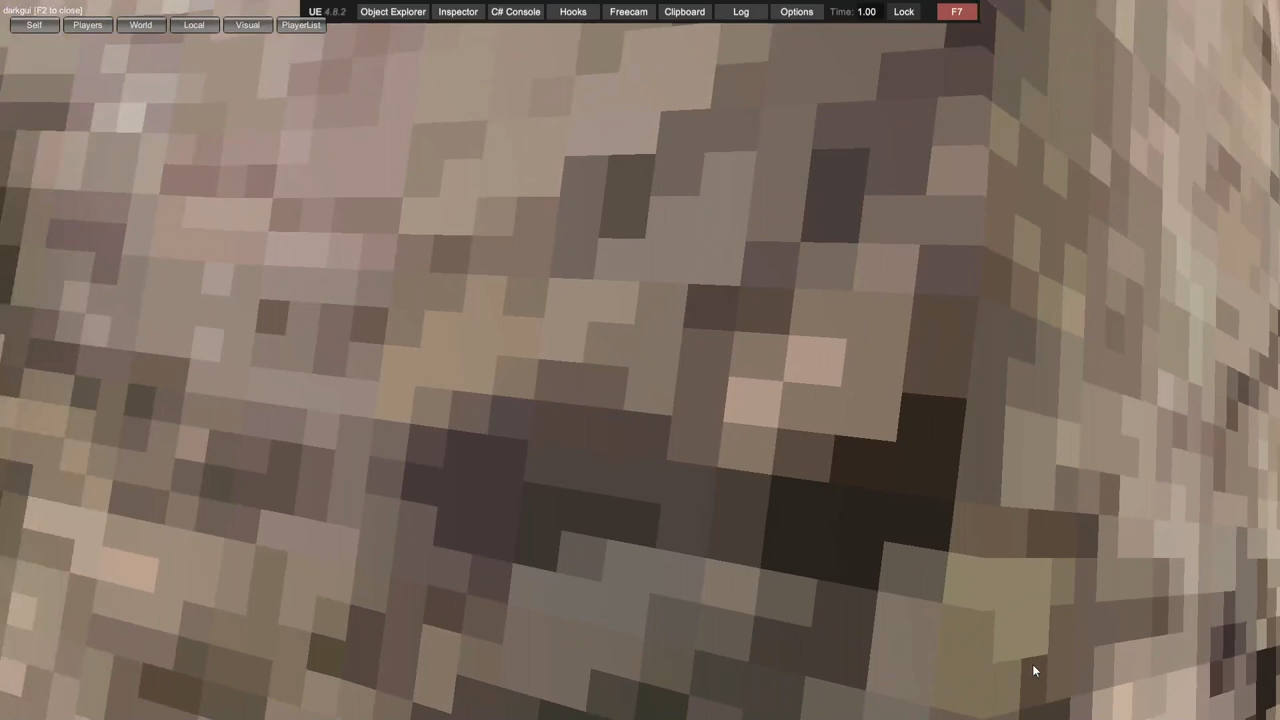 darkgui [F2 to close]
Self Players World Local Visual PlayerList
UE 4.8.2 Object Explorer Inspector C# Console Hooks Freecam Clipboard Log Options Time: 1.00 Lock F7